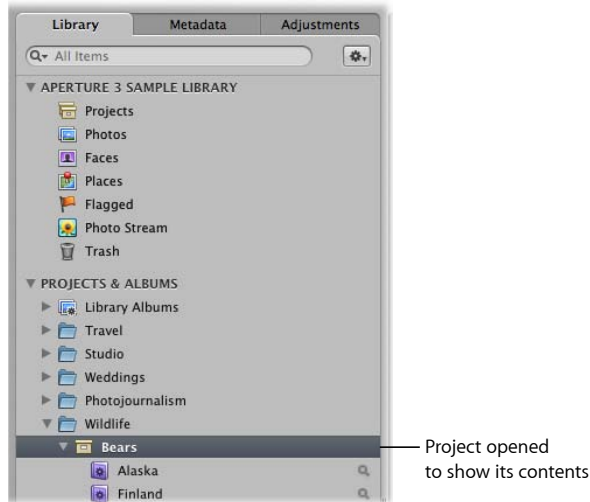 Library Metadata Adjustments
All Items
APERTURE 3 SAMPLE LIBRARY
Projects
Photos
Faces
Places
Flagged
Photo Stream
Trash
PROJECTS & ALBUMS
Library Albums
Travel
Studio
Weddings
Photojournalism
Wildlife
Bears
Project opened
to show its contents
Alaska
Finland